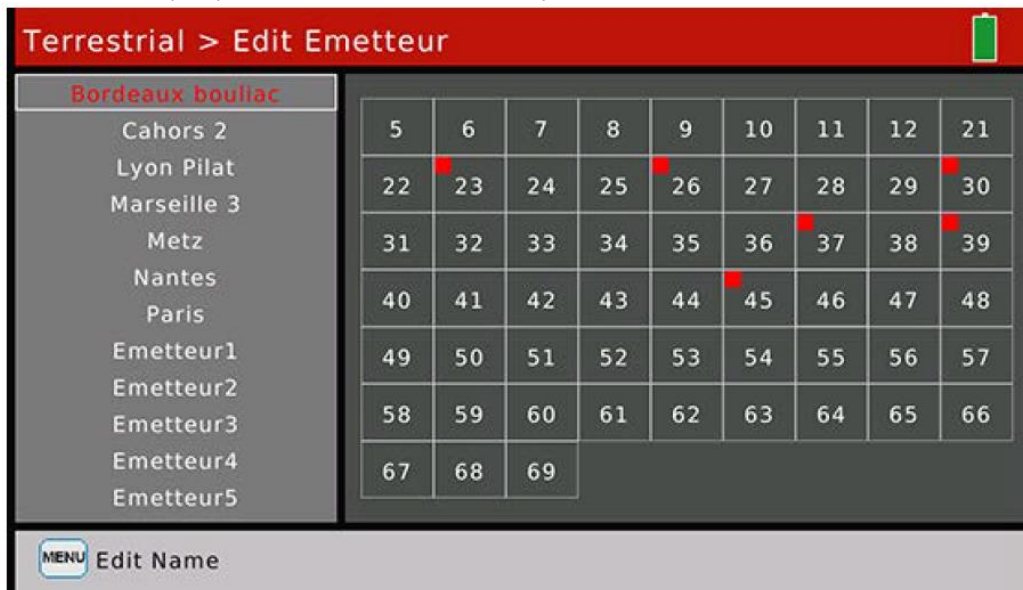 Terrestrial > Edit Emetteur
Bordeaux bouliac
Cahors 2
Lyon Pilat
Marseille 3
Metz
Nantes
Paris
Emetteur1
Emetteur2
Emetteur3
Emetteur4
Emetteur5
5 6 7 8 9 10 11 12 21
22 23 24 25 26 27 28 29 30
31 32 33 34 35 36 37 38 39
40 41 42 43 44 45 46 47 48
49 50 51 52 53 54 55 56 57
58 59 60 61 62 63 64 65 66
67 68 69
MENU Edit Name